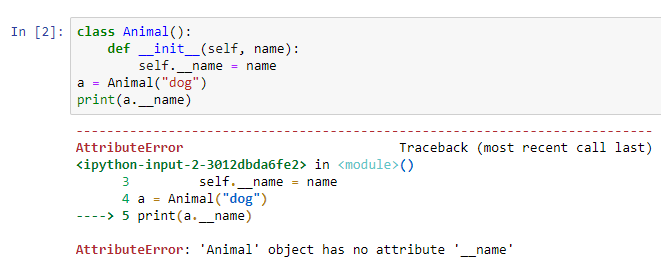 In [2]: class Animal():
    def __init__(self, name):
        self.__name = name
a = Animal("dog")
print(a.__name)
---------------------------------------------------------------------------
AttributeError                            Traceback (most recent call last)
<ipython-input-2-3012dbda6fe2> in <module>()
      3         self.__name = name
      4 a = Animal("dog")
----> 5 print(a.__name)
AttributeError: 'Animal' object has no attribute '__name'